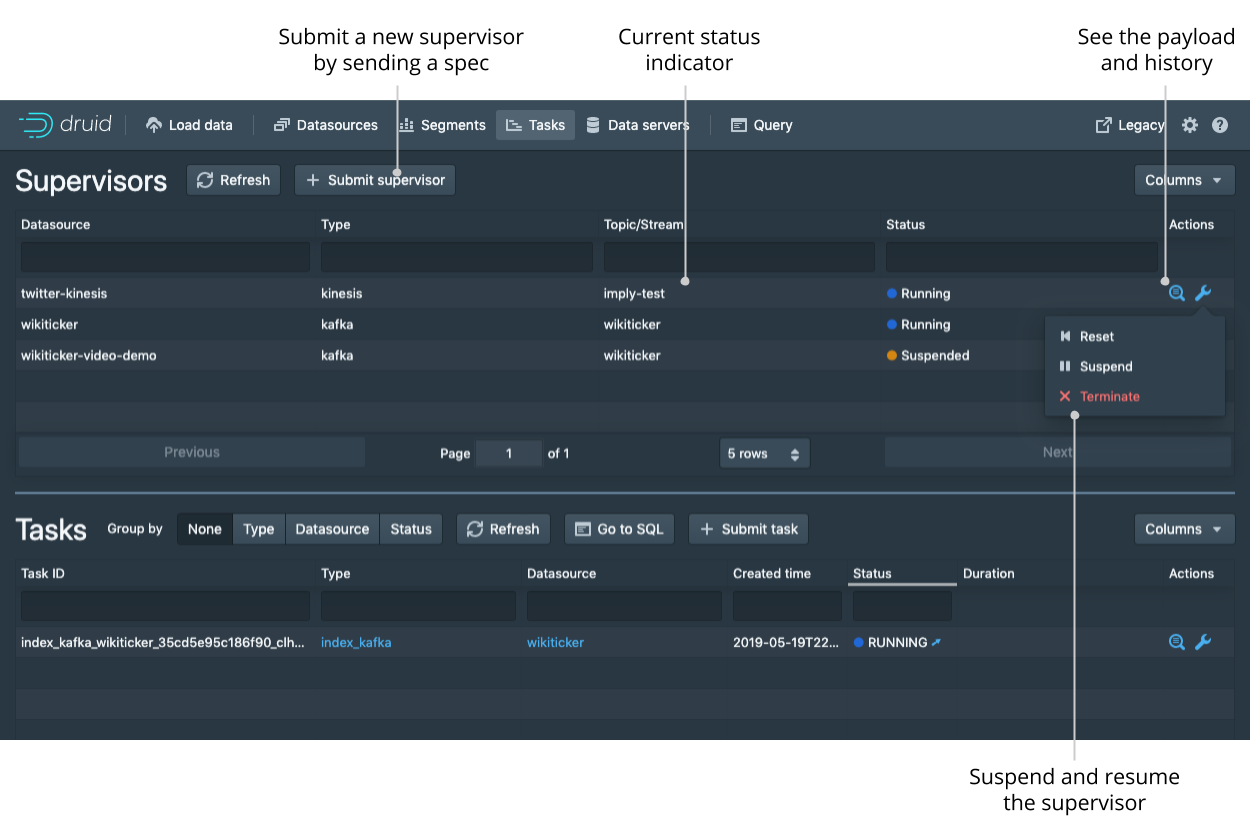 Submit a new supervisor
by sending a spec
Current status
indicator
See the payload
and history
druid Load data Datasources Segments Tasks Data servers Query Legacy
Supervisors Refresh + Submit supervisor Columns
Datasource Type Topic/Stream Status Actions
twitter-kinesis kinesis imply-test Running
wikiticker kafka wikiticker Running
wikiticker-video-demo kafka wikiticker Suspended
Reset
Suspend
Terminate
Previous Page 1 of 1 5 rows Next
Tasks Group by None Type Datasource Status Refresh Go to SQL + Submit task Columns
Task ID Type Datasource Created time Status Duration Actions
index_kafka_wikiticker_35cd5e95c186f90_clh... index_kafka wikiticker 2019-05-19T22... RUNNING
Suspend and resume
the supervisor